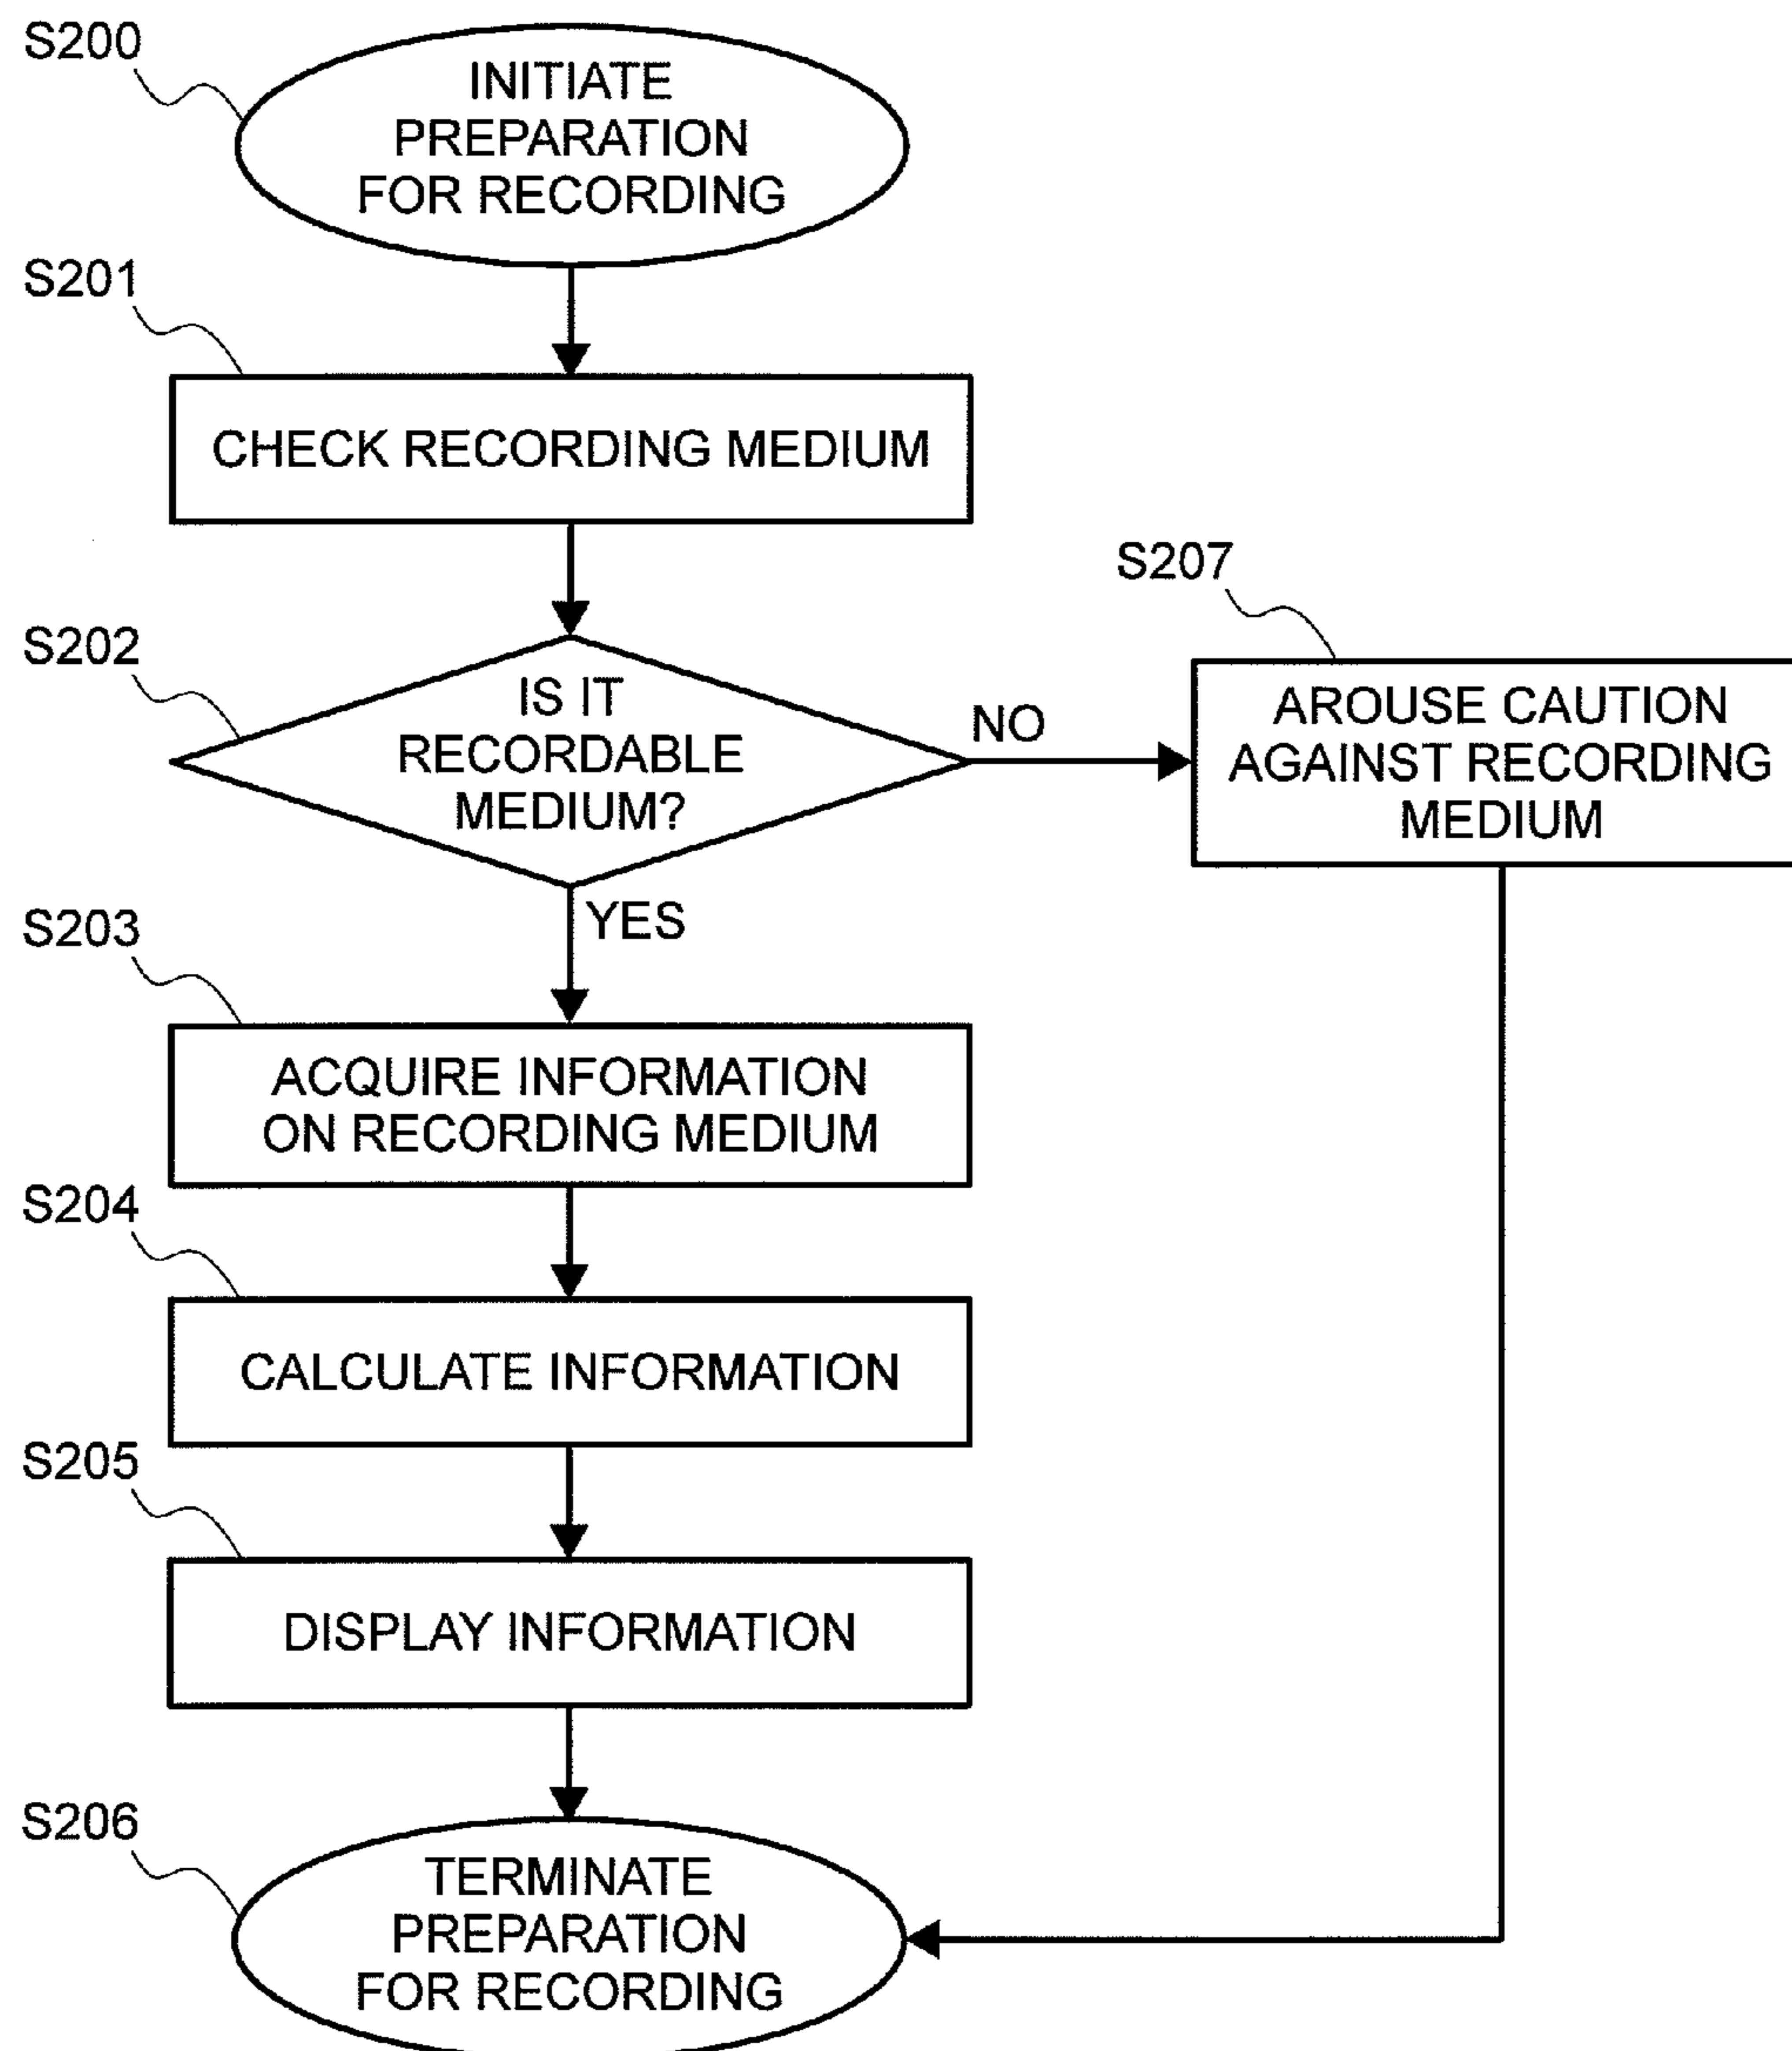 S200
INITIATE
PREPARATION
FOR RECORDING
S201
CHECK RECORDING MEDIUM
S202
IS IT
RECORDABLE
MEDIUM?
NO
S207
AROUSE CAUTION
AGAINST RECORDING
MEDIUM
YES
S203
ACQUIRE INFORMATION
ON RECORDING MEDIUM
S204
CALCULATE INFORMATION
S205
DISPLAY INFORMATION
S206
TERMINATE
PREPARATION
FOR RECORDING